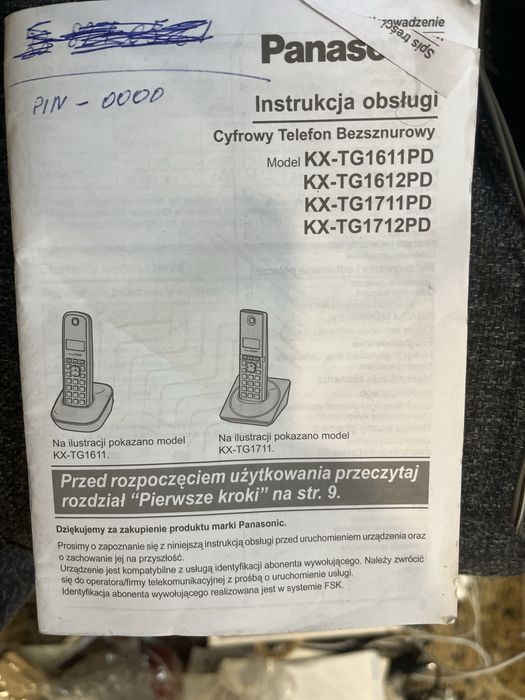 Spis treści
PIN - 0000
Instrukcja obsługi
Cyfrowy Telefon Bezsznurowy
Model KX-TG1611PD
KX-TG1612PD
KX-TG1711PD
KX-TG1712PD
Na ilustracji pokazano model
KX-TG1611.
Na ilustracji pokazano model
KX-TG1711.
Przed rozpoczęciem użytkowania przeczytaj
rozdział “Pierwsze kroki” na str. 9.
Dziękujemy za zakupienie produktu marki Panasonic.
Prosimy o zapoznanie się z niniejszą instrukcją obsługi przed uruchomieniem urządzenia oraz
o zachowanie jej na przyszłość.
Urządzenie jest kompatybilne z usługą identyfikacji abonenta wywołującego. Należy zwrócić
się do operatora/firmy telekomunikacyjnej z prośbą o uruchomienie usługi.
Identyfikacja abonenta wywołującego realizowana jest w systemie FSK.